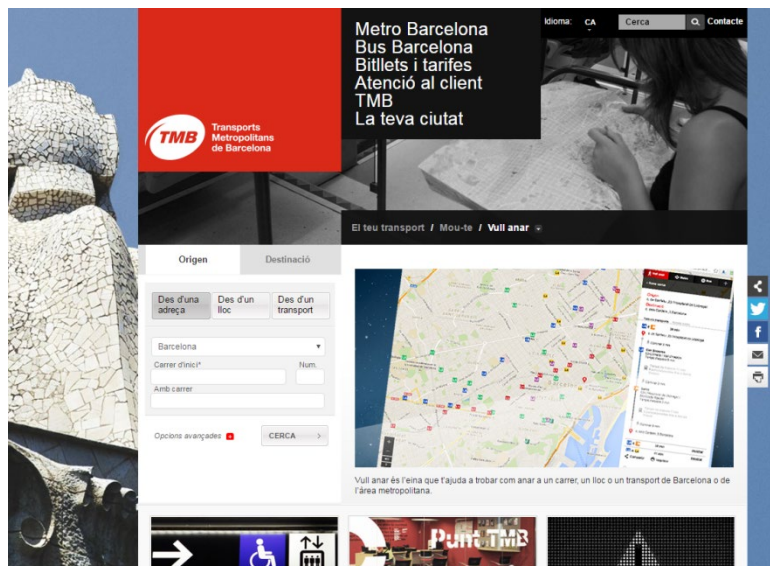 Metro Barcelona
Bus Barcelona
Bitllets i tarifes
Atenció al client
TMB
La teva ciutat
Idioma: CA
Cerca
Contacte
TMB
Transports
Metropolitans
de Barcelona
El teu transport / Mou-te / Vull anar
Origen
Destinació
Des d'una
adreça
Des d'un
lloc
Des d'un
transport
Barcelona
Carrer d'inici*
Num.
Amb carrer
Opcions avançades
CERCA
Vull anar és l'eina que t'ajuda a trobar com anar a un carrer, un lloc o un transport de Barcelona o de
l'àrea metropolitana.
Punt TMB